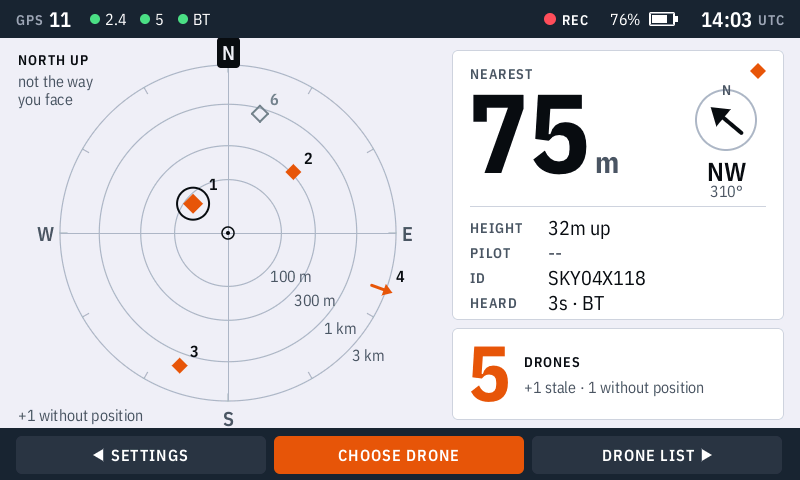 GPS 11 2.4 5 BT REC 76% 14:03 UTC
NORTH UP
not the way
you face
N
6
2
1
W
E
4
100 m
300 m
1 km
3 km
3
+1 without position
S
NEAREST
75 m
N
NW
310°
HEIGHT 32m up
PILOT --
ID SKY04X118
HEARD 3s · BT
5 DRONES
+1 stale · 1 without position
◀ SETTINGS
CHOOSE DRONE
DRONE LIST ▶